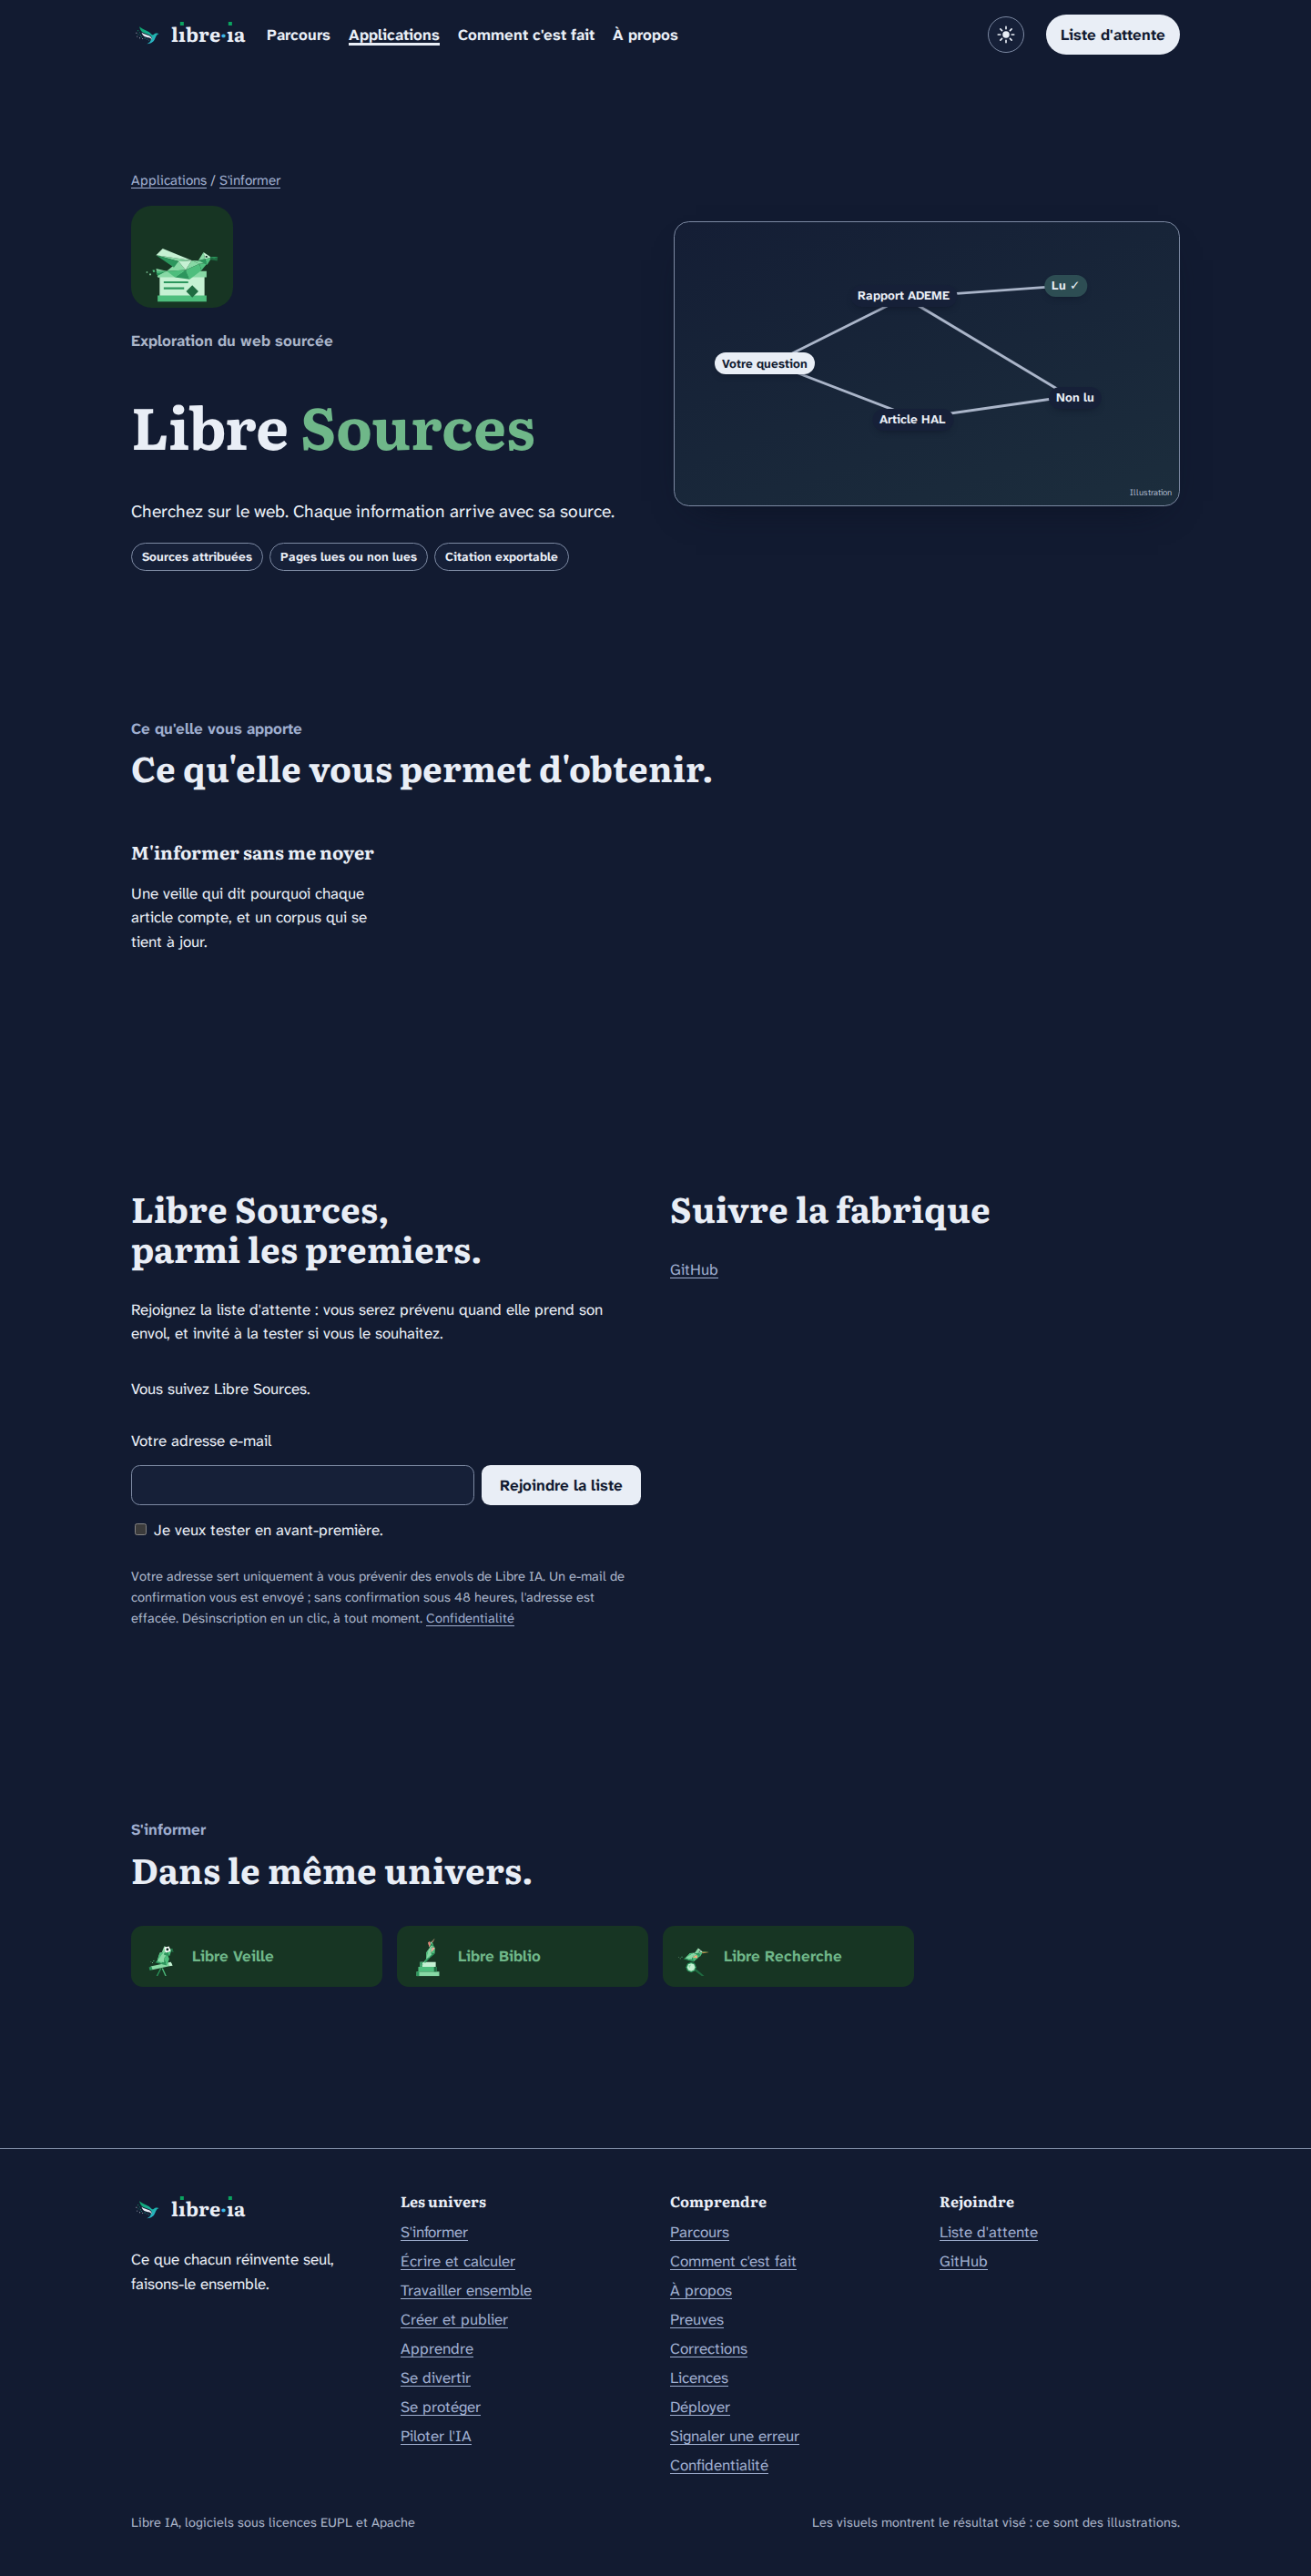 libre·ia
Parcours
Applications
Comment c'est fait
À propos
Liste d'attente
Applications / S'informer
Exploration du web sourcée
Libre Sources
Cherchez sur le web. Chaque information arrive avec sa source.
Sources attribuées
Pages lues ou non lues
Citation exportable
Rapport ADEME
Lu ✓
Votre question
Non lu
Article HAL
Illustration
Ce qu'elle vous apporte
Ce qu'elle vous permet d'obtenir.
M'informer sans me noyer
Une veille qui dit pourquoi chaque
article compte, et un corpus qui se
tient à jour.
Libre Sources,
parmi les premiers.
Rejoignez la liste d'attente : vous serez prévenu quand elle prend son
envol, et invité à la tester si vous le souhaitez.
Vous suivez Libre Sources.
Votre adresse e-mail
Rejoindre la liste
Je veux tester en avant-première.
Votre adresse sert uniquement à vous prévenir des envols de Libre IA. Un e-mail de
confirmation vous est envoyé ; sans confirmation sous 48 heures, l'adresse est
effacée. Désinscription en un clic, à tout moment. Confidentialité
Suivre la fabrique
GitHub
S'informer
Dans le même univers.
Libre Veille
Libre Biblio
Libre Recherche
libre·ia
Ce que chacun réinvente seul,
faisons-le ensemble.
Les univers
S'informer
Écrire et calculer
Travailler ensemble
Créer et publier
Apprendre
Se divertir
Se protéger
Piloter l'IA
Comprendre
Parcours
Comment c'est fait
À propos
Preuves
Corrections
Licences
Déployer
Signaler une erreur
Confidentialité
Rejoindre
Liste d'attente
GitHub
Libre IA, logiciels sous licences EUPL et Apache
Les visuels montrent le résultat visé : ce sont des illustrations.